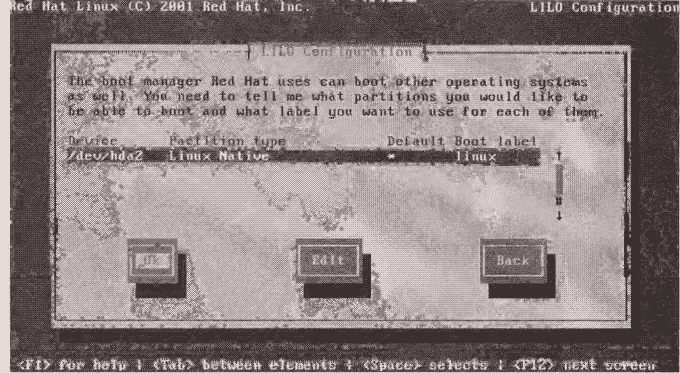 Red Hat Linux (C) 2001 Red Hat, Inc. LILO Configuration
LILO Configuration
The boot manager Red Hat uses can boot other operating systems
as well. You need to tell me what partitions you would like to
be able to boot and what label you want to use for each of them.
Device Partition type Default Boot label
/dev/hda2 Linux Native * linux
Ok Edit Back
<F1> for help | <Tab> between elements | <Space> selects | <F12> next screen